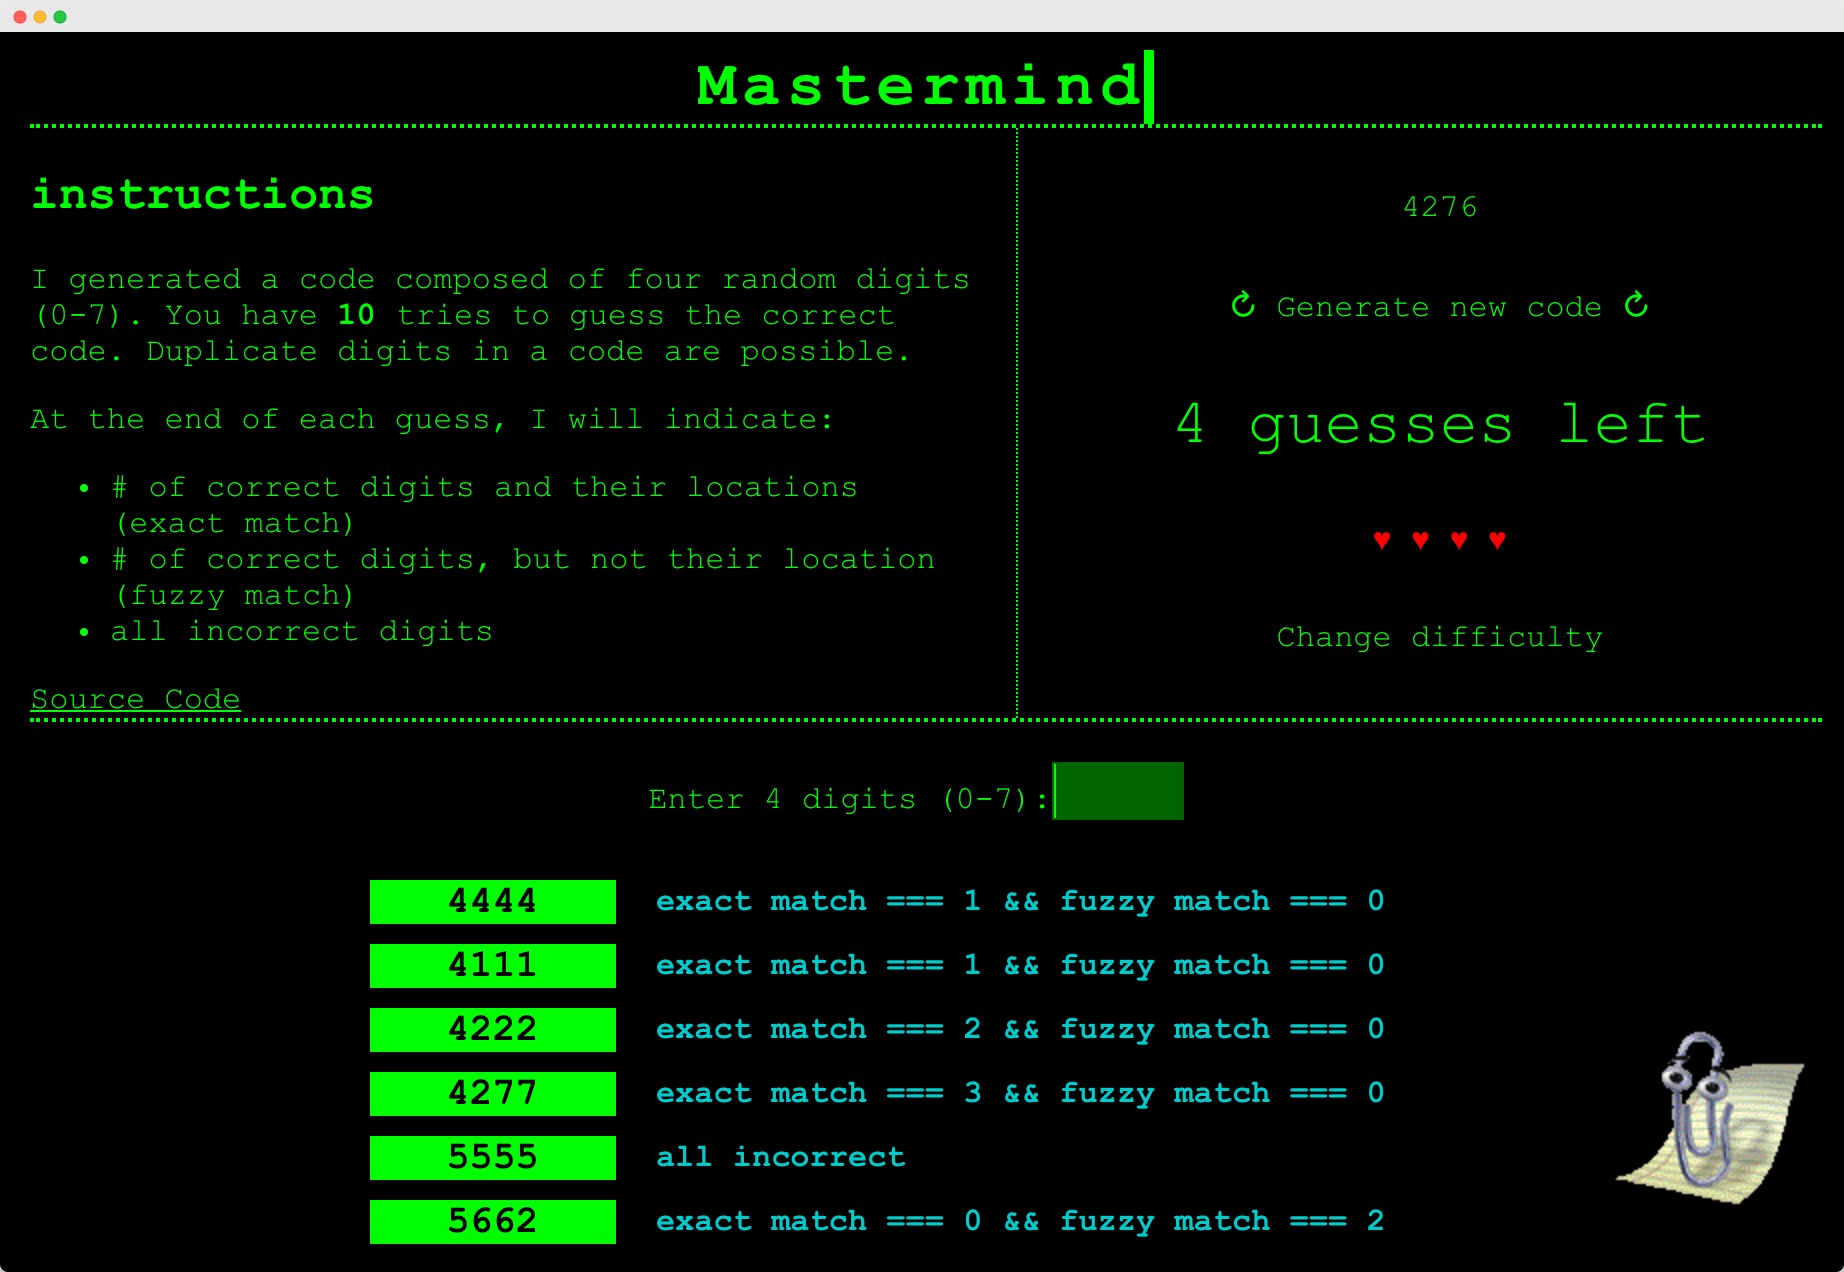 Mastermind
instructions
I generated a code composed of four random digits
(0-7). You have 10 tries to guess the correct
code. Duplicate digits in a code are possible.
At the end of each guess, I will indicate:
• # of correct digits and their locations
(exact match)
• # of correct digits, but not their location
(fuzzy match)
• all incorrect digits
Source Code
4276
↻ Generate new code ↻
4 guesses left
♥ ♥ ♥ ♥
Change difficulty
Enter 4 digits (0-7):
4444 exact match === 1 && fuzzy match === 0
4111 exact match === 1 && fuzzy match === 0
4222 exact match === 2 && fuzzy match === 0
4277 exact match === 3 && fuzzy match === 0
5555 all incorrect
5662 exact match === 0 && fuzzy match === 2